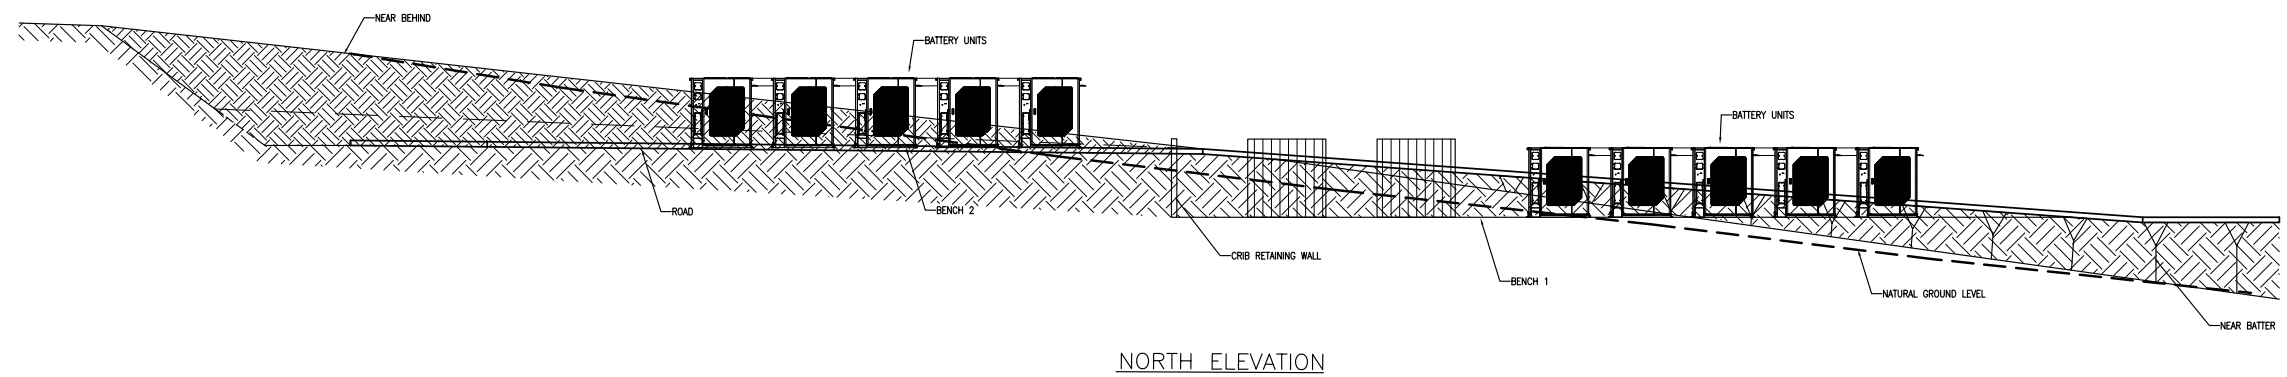 NEAR BEHIND
BATTERY UNITS
BATTERY UNITS
ROAD
BENCH 2
CRIB RETAINING WALL
BENCH 1
NATURAL GROUND LEVEL
NEAR BATTER
NORTH ELEVATION